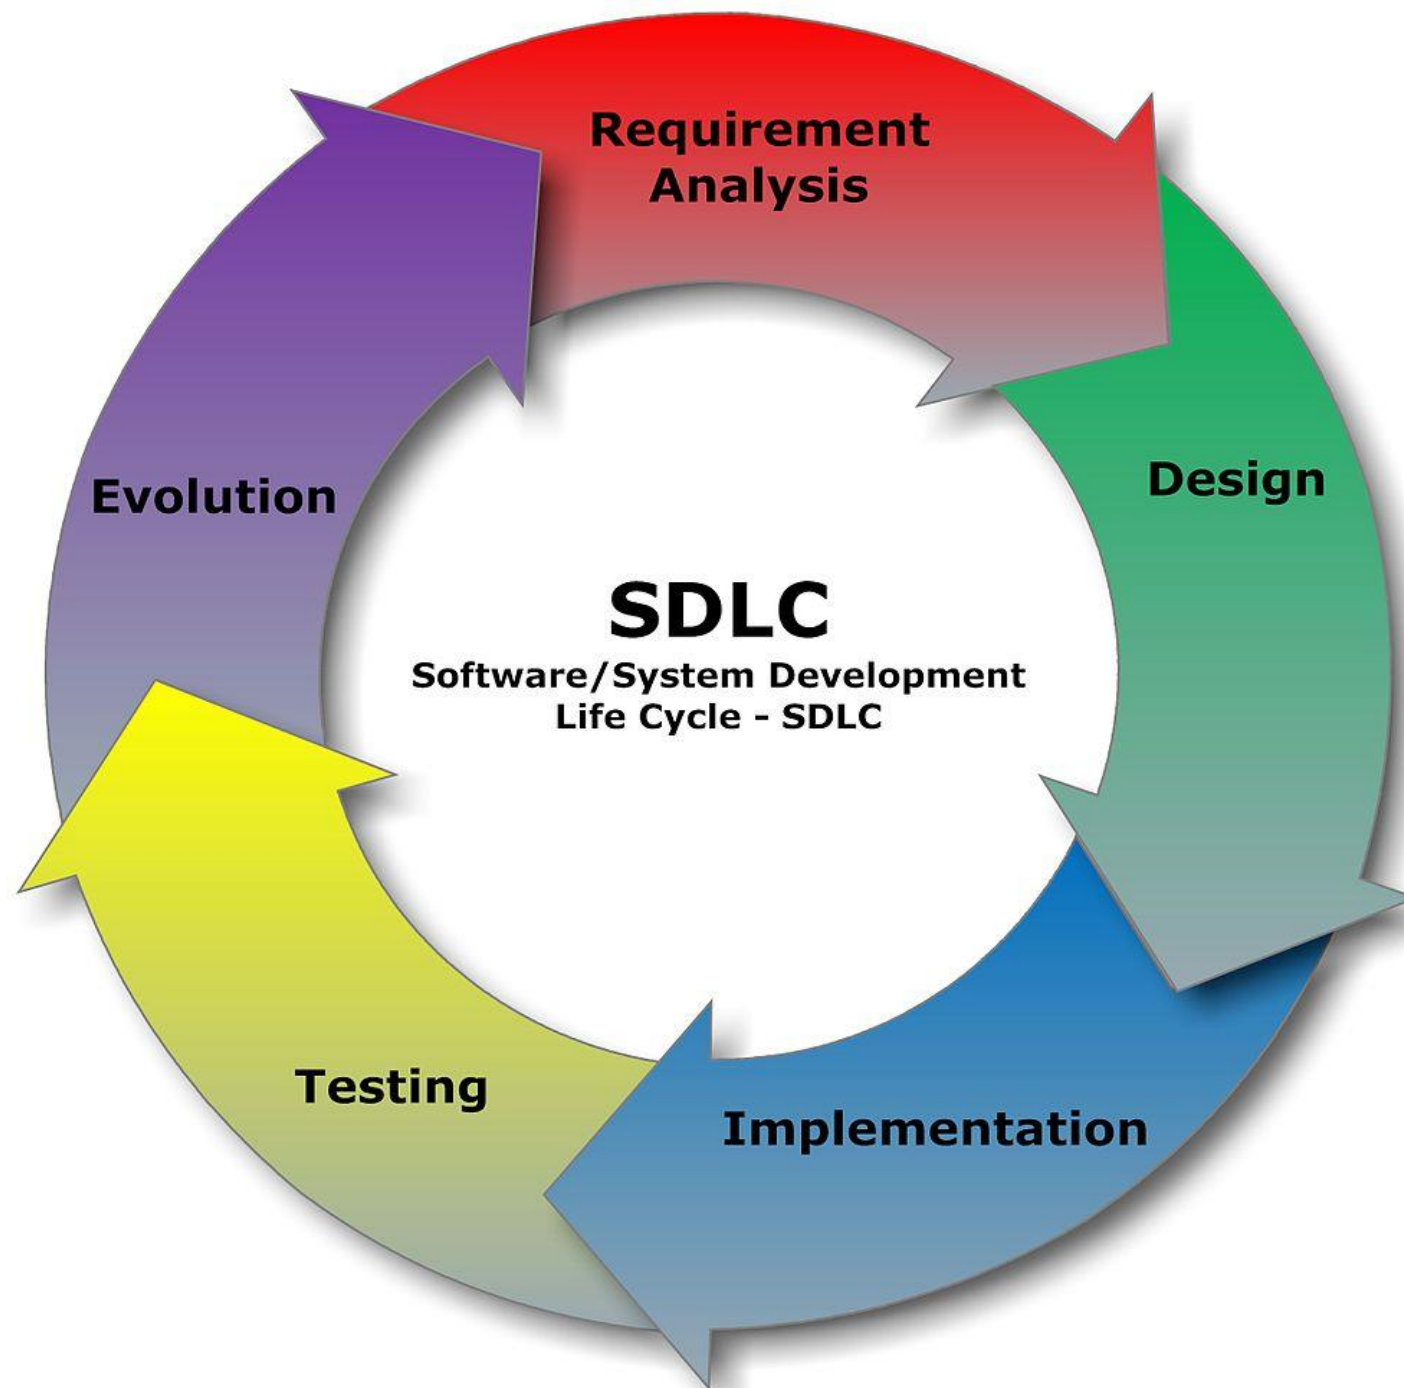 Requirement
Analysis
Design
Evolution
SDLC
Software/System Development
Life Cycle - SDLC
Testing
Implementation